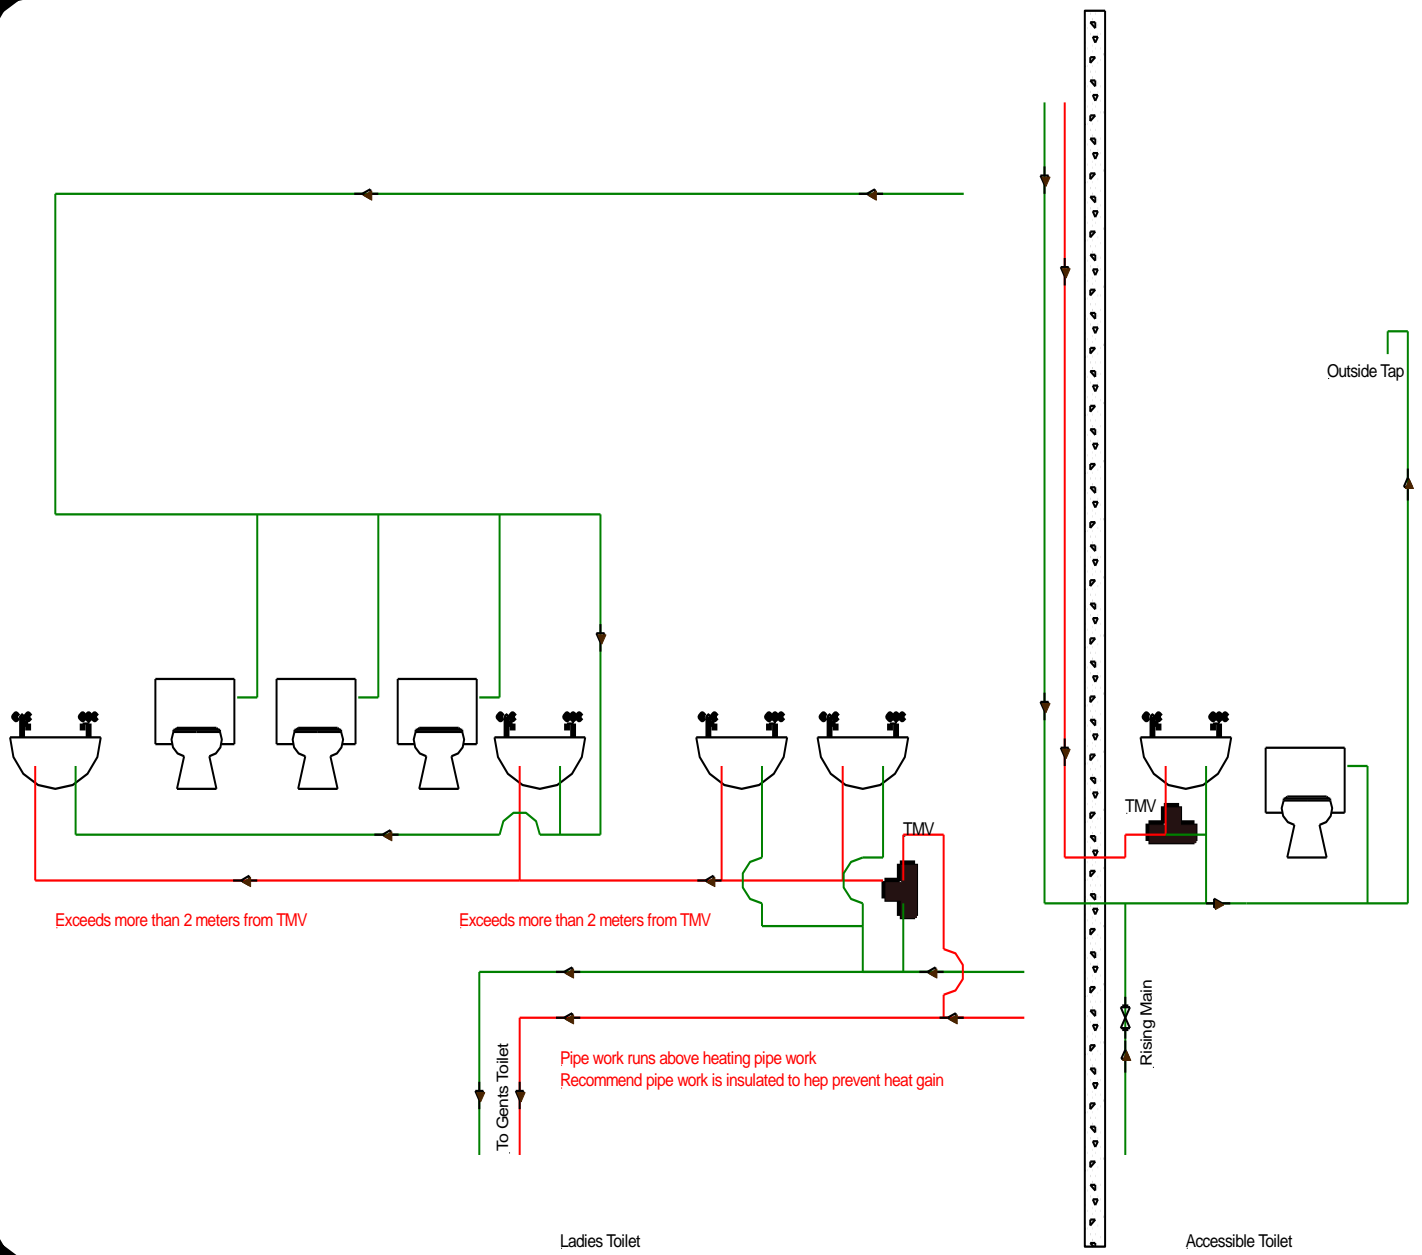 Outside Tap
TMV
TMV
Exceeds more than 2 meters from TMV
Exceeds more than 2 meters from TMV
Rising Main
To Gents Toilet
Pipe work runs above heating pipe work
Recommend pipe work is insulated to hep prevent heat gain
Ladies Toilet
Accessible Toilet